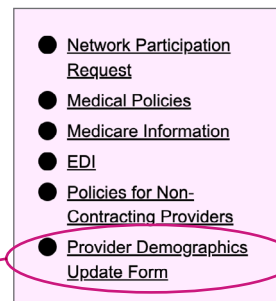 Network Participation
Request
Medical Policies
Medicare Information
EDI
Policies for Non-
Contracting Providers
Provider Demographics
Update Form